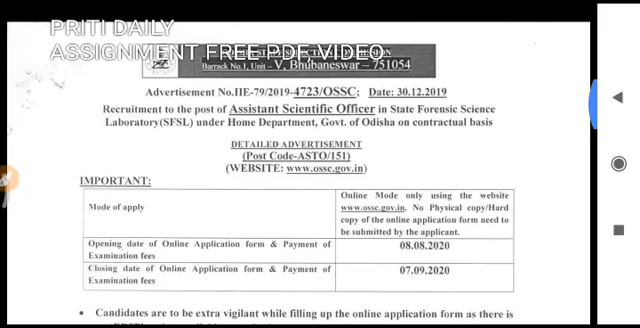 PRITI DAILY
ASSIGNMENT FREE PDF VIDEO
Barrack No.1, Unit – V, Bhubaneswar – 751054
Advertisement No.IIE-79/2019-4723/OSSC; Date: 30.12.2019
Recruitment to the post of Assistant Scientific Officer in State Forensic Science
Laboratory(SFSL) under Home Department, Govt. of Odisha on contractual basis
DETAILED ADVERTISEMENT
(Post Code-ASTO/151)
(WEBSITE: www.ossc.gov.in)
IMPORTANT:
Mode of apply
Online Mode only using the website
www.ossc.gov.in. No Physical copy/Hard
copy of the online application form need to
be submitted by the applicant.
Opening date of Online Application form & Payment of
Examination fees
08.08.2020
Closing date of Online Application form & Payment of
Examination fees
07.09.2020
• Candidates are to be extra vigilant while filling up the online application form as there is